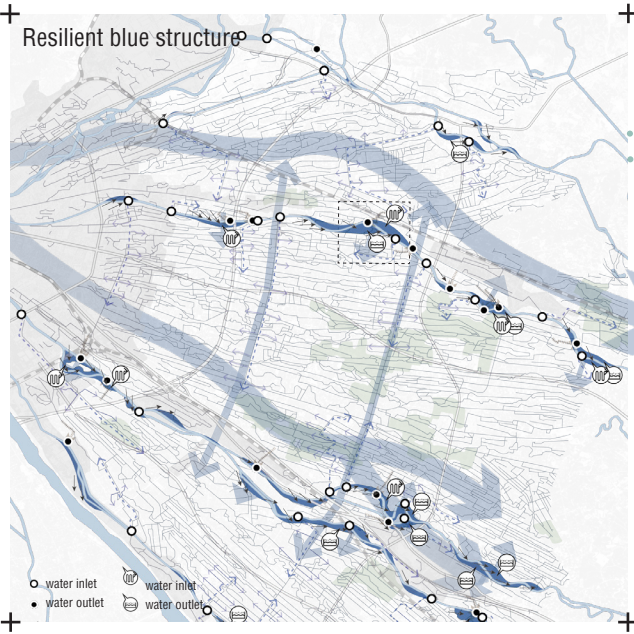 Resilient blue structure
water inlet
water outlet
water inlet
water outlet